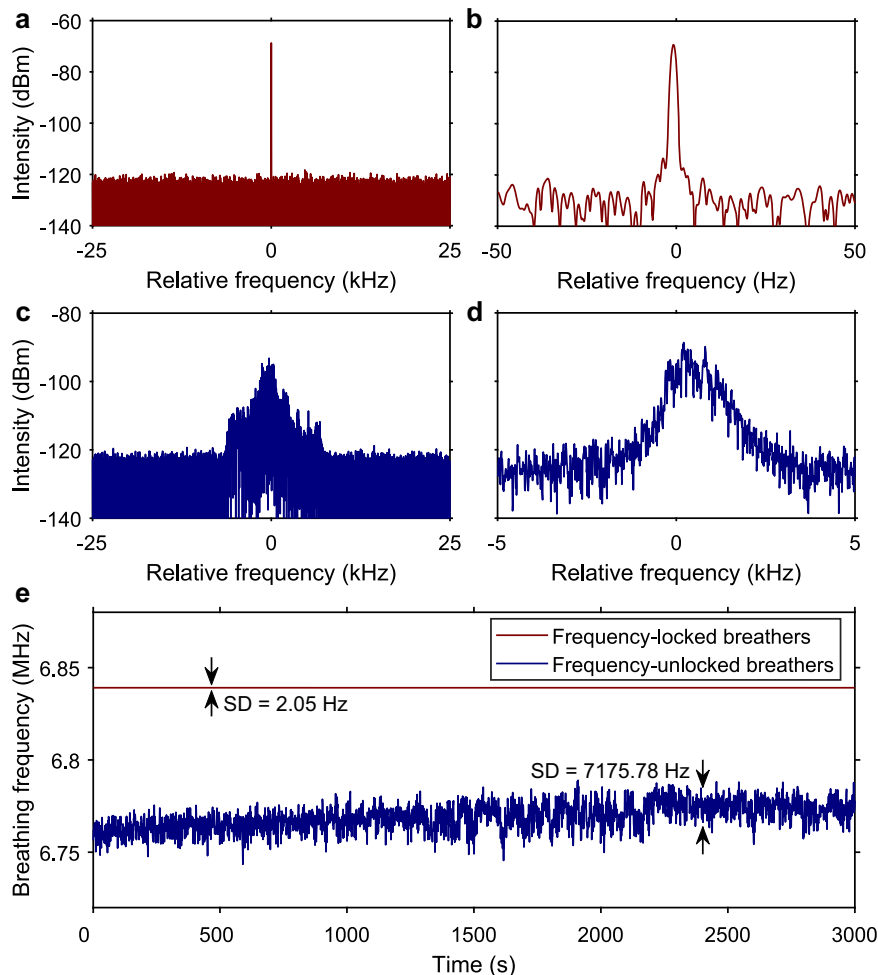 a
b
-60
-80
-100
-120
-140
Intensity (dBm)
-25
0
25
-50
0
50
Relative frequency (kHz)
Relative frequency (Hz)
c
d
-80
-100
-120
-140
Intensity (dBm)
-25
0
25
-5
0
5
Relative frequency (kHz)
Relative frequency (kHz)
e
Frequency-locked breathers
Frequency-unlocked breathers
6.85
6.8
6.75
Breathing frequency (MHz)
SD = 2.05 Hz
SD = 7175.78 Hz
0
500
1000
1500
2000
2500
3000
Time (s)